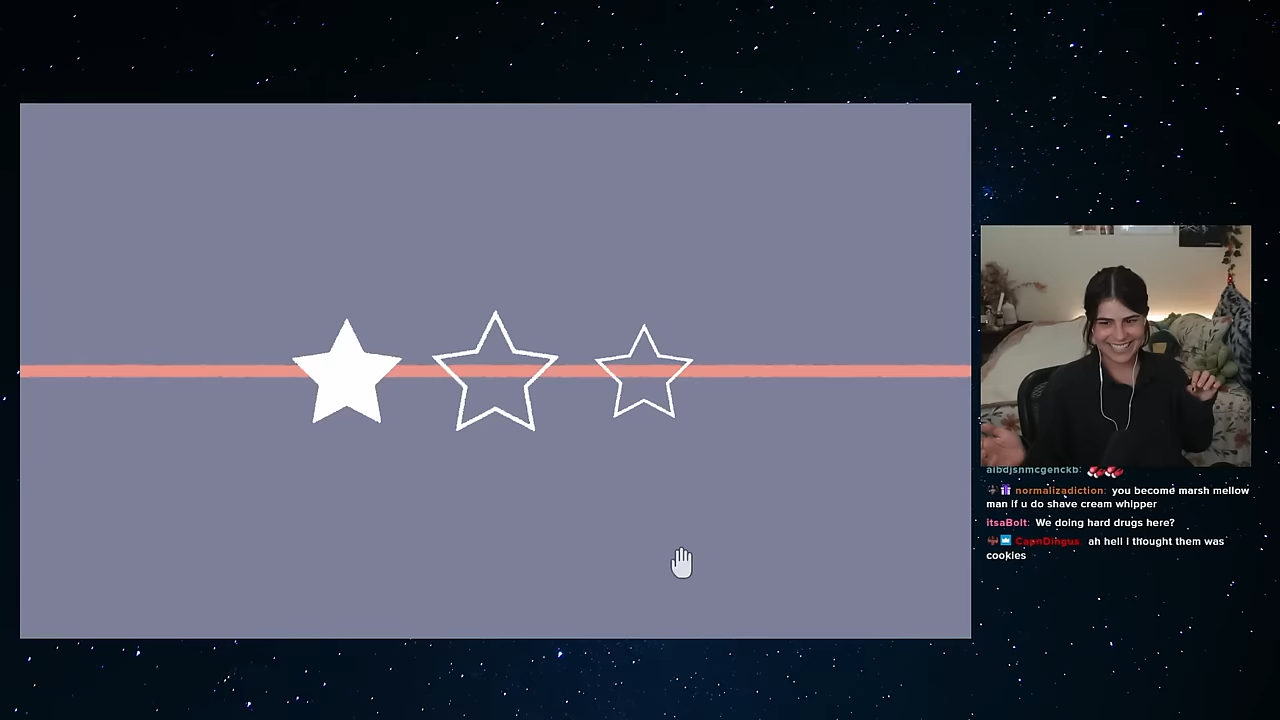 albdjsnmcgenckb:
normalizadiction: you become marsh mellow
man if u do shave cream whipper
itsaBolt: We doing hard drugs here?
CapnDingus: ah hell I thought them was
cookies